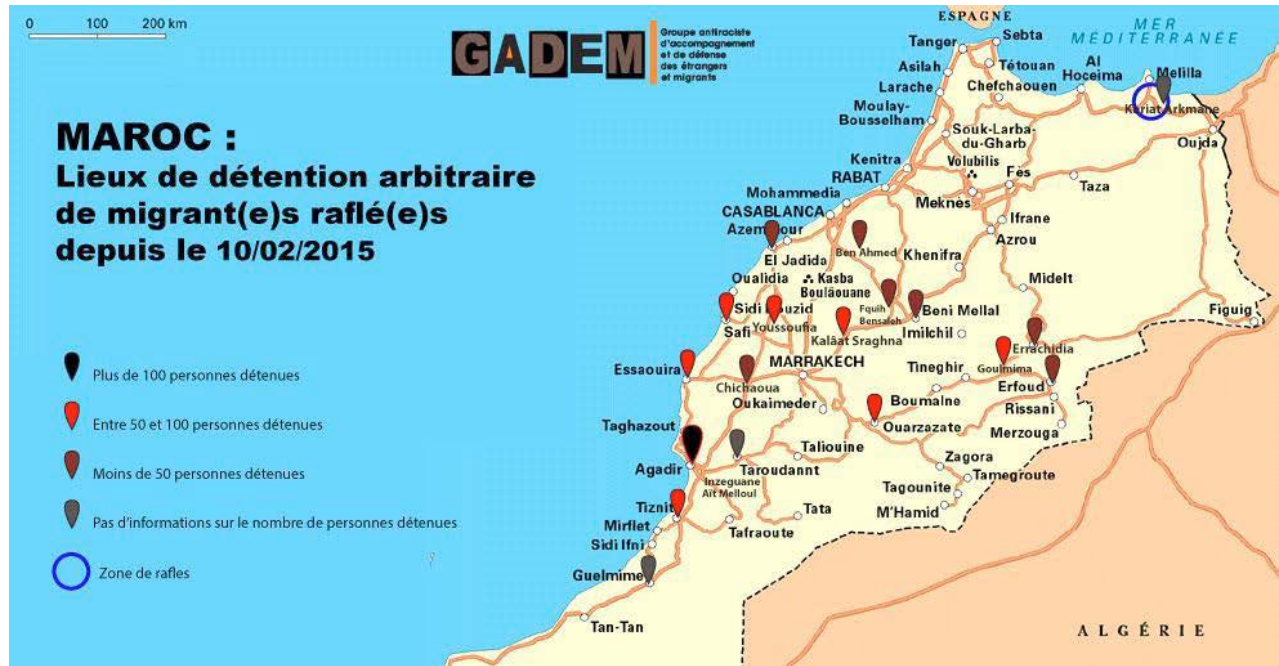 0 100 200 km
GADEM
Groupe antiraciste
d'accompagnement
et de défense
des étrangers
et migrants
MAROC :
Lieux de détention arbitraire
de migrant(e)s raflé(e)s
depuis le 10/02/2015
Plus de 100 personnes détenues
Entre 50 et 100 personnes détenues
Moins de 50 personnes détenues
Pas d'informations sur le nombre de personnes détenues
Zone de rafles
ESPAGNE
MER
MÉDITERRANÉE
Tanger
Sebta
Asilah
Tétouan
Al
Hoceima
Melilla
Larache
Chefchaouen
Kariat Arkmane
Moulay-
Bousselham
Souk-Larba-
du-Gharb
Oujda
Kenitra
Volubilis
RABAT
Fès
Taza
Mohammedia
Meknès
CASABLANCA
Ifrane
Azrou
El Jadida
Ben Ahmed
Khenifra
Oualidia
Kasba
Boulâouane
Midelt
Fquih
Bensaleh
Beni Mellal
Figuig
Safi
Youssoufia
Kalâat Sraghna
Imilchil
Errachidia
Essaouira
MARRAKECH
Tineghir
Goulmima
Chichaoua
Erfoud
Oukaimeder
Boumalne
Rissani
Taghazout
Ouarzazate
Merzouga
Agadir
Taroudannt
Taliouine
Zagora
Tamegroute
Inzeguane
Aït Melloul
Tagounite
M'Hamid
Tiznit
Mirflet
Tafraoute
Tata
Sidi Ifni
Guelmime
Tan-Tan
ALGÉRIE